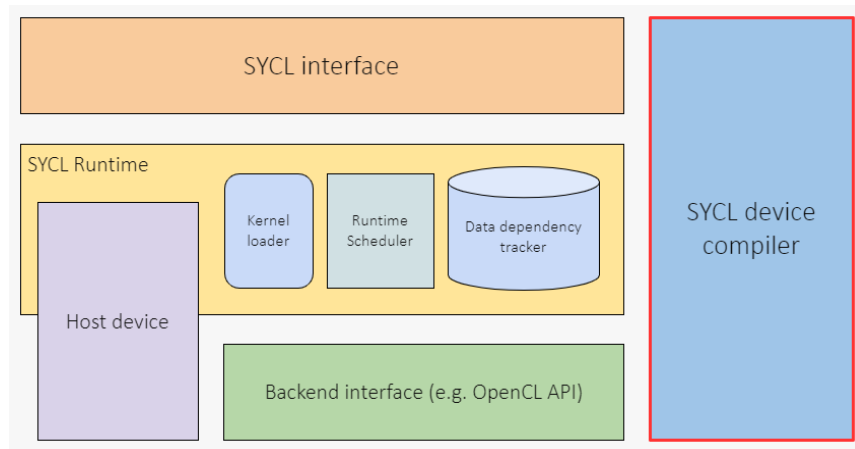 SYCL interface
SYCL Runtime
Kernel
loader
Runtime
Scheduler
Data dependency
tracker
Host device
Backend interface (e.g. OpenCL API)
SYCL device
compiler